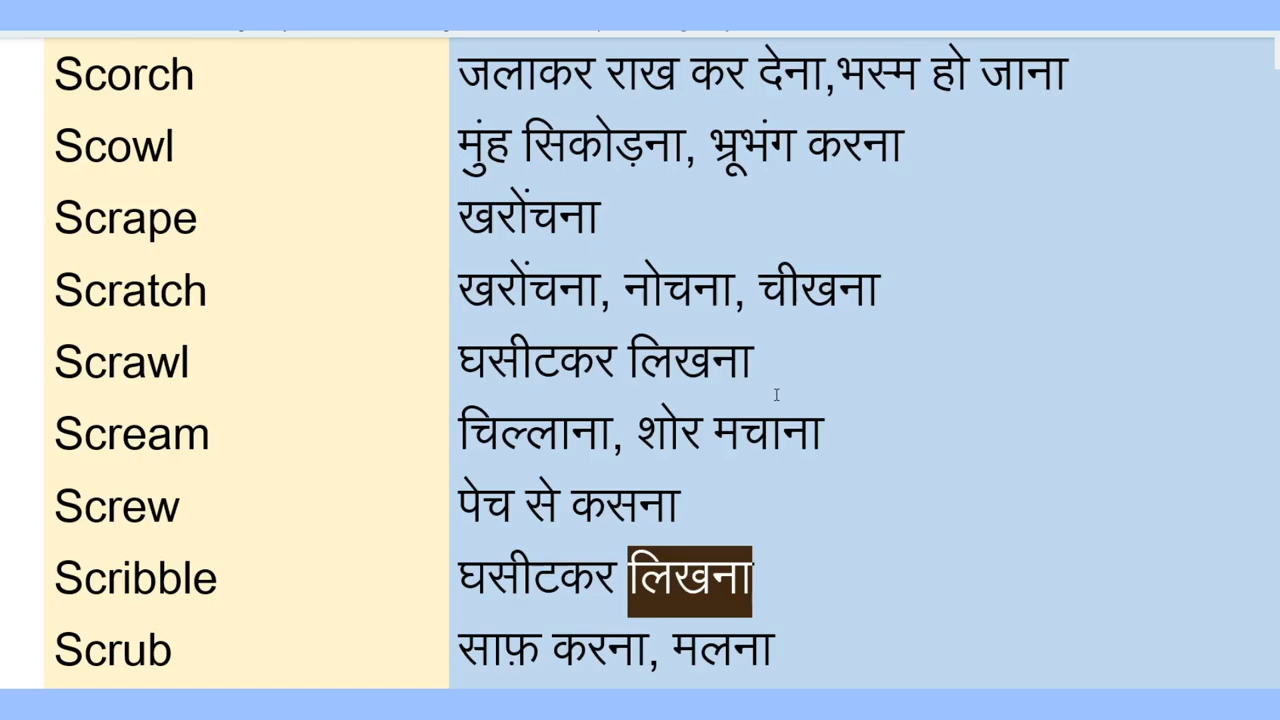 Scorch जलाकर राख कर देना,भस्म हो जाना
Scowl मुंह सिकोड़ना, भ्रूभंग करना
Scrape खरोंचना
Scratch खरोंचना, नोचना, चीखना
Scrawl घसीटकर लिखना
Scream चिल्लाना, शोर मचाना
Screw पेच से कसना
Scribble घसीटकर लिखना
Scrub साफ़ करना, मलना